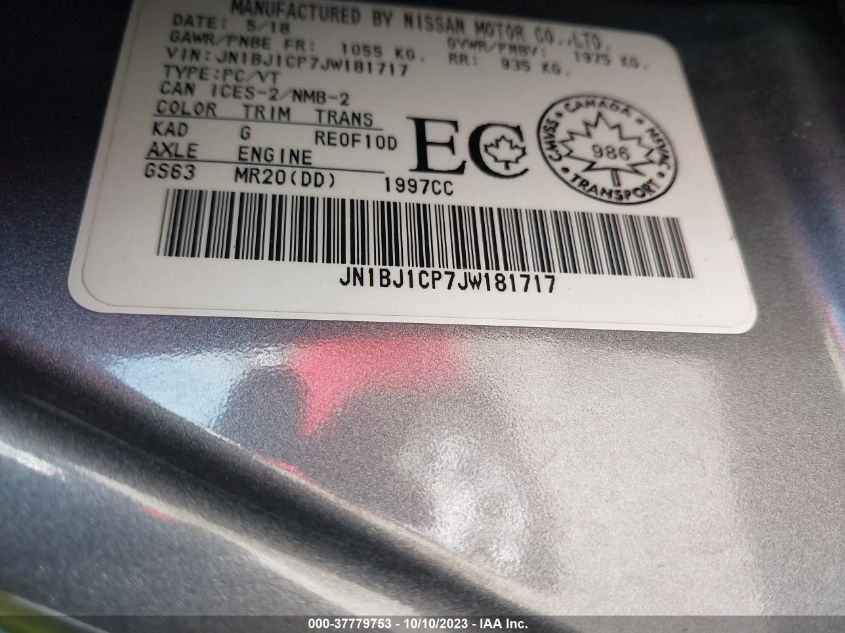 MANUFACTURED BY NISSAN MOTOR CO.,LTD.
DATE: 5/18
GAWR/PNBE FR: 1055 KG. GVWR/PNBV: 1975 KG.
RR: 935 KG.
VIN: JN1BJ1CP7JW181717
TYPE: PC/VT
CAN ICES-2/NMB-2
COLOR TRIM TRANS
KAD G RE0F10D
AXLE ENGINE
GS63 MR20(DD) 1997CC
EC
CANADA
CMVSS 986 NSVAC
TRANSPORT
JN1BJ1CP7JW181717
000-37779753 - 10/10/2023 - IAA Inc.